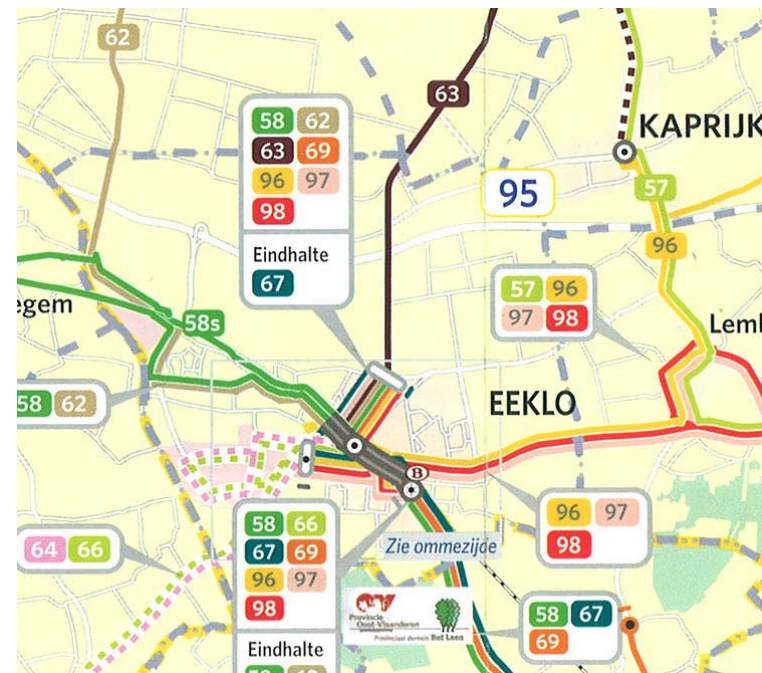 62
63
58 62
63 69
96 97
98
Eindhalte
67
KAPRIJK
95
57
96
57 96
97 98
egem
58s
Leml
58 62
EEKLO
B
96 97
98
64 66
58 66
67 69
96 97
98
Eindhalte
Zie ommezijde
Provincie
Oost-Vlaanderen
Provinciaal domein Het Leen
58 67
69